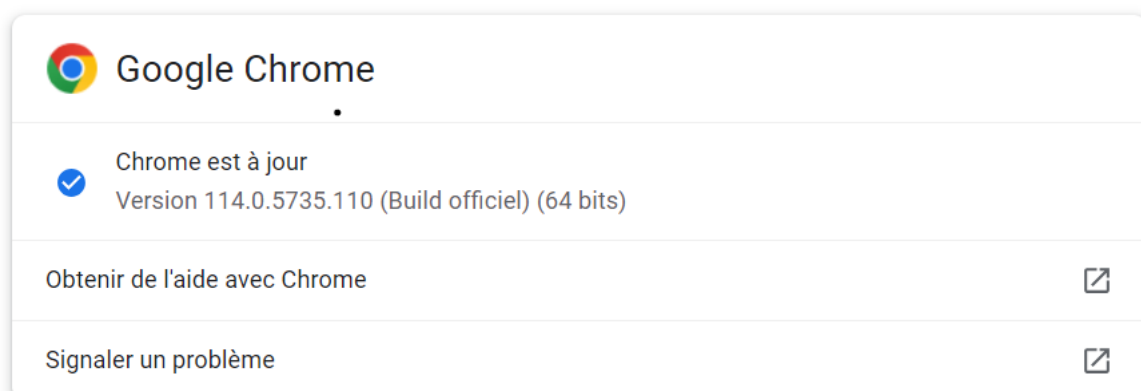 Google Chrome
Chrome est à jour
Version 114.0.5735.110 (Build officiel) (64 bits)
Obtenir de l'aide avec Chrome
Signaler un problème